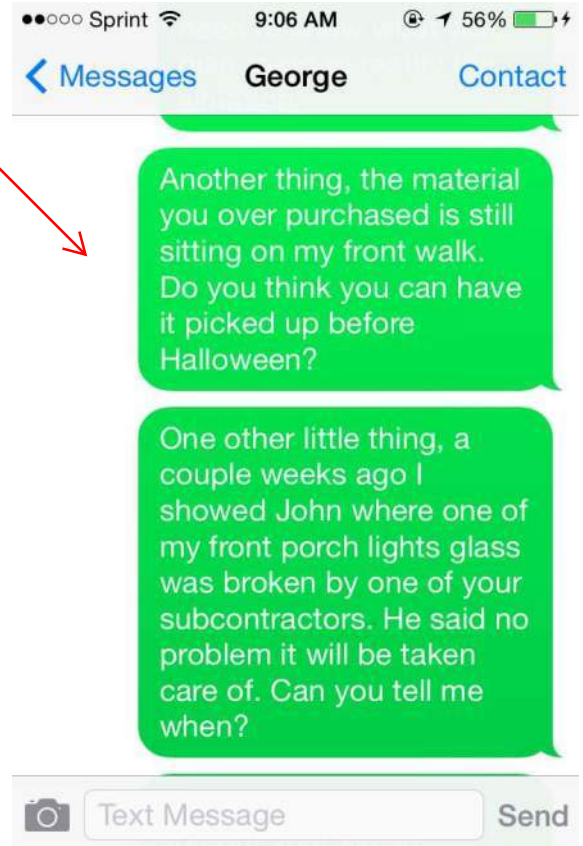 Sprint 9:06 AM 56%
Messages George Contact
Another thing, the material
you over purchased is still
sitting on my front walk.
Do you think you can have
it picked up before
Halloween?
One other little thing, a
couple weeks ago I
showed John where one of
my front porch lights glass
was broken by one of your
subcontractors. He said no
problem it will be taken
care of. Can you tell me
when?
Text Message Send